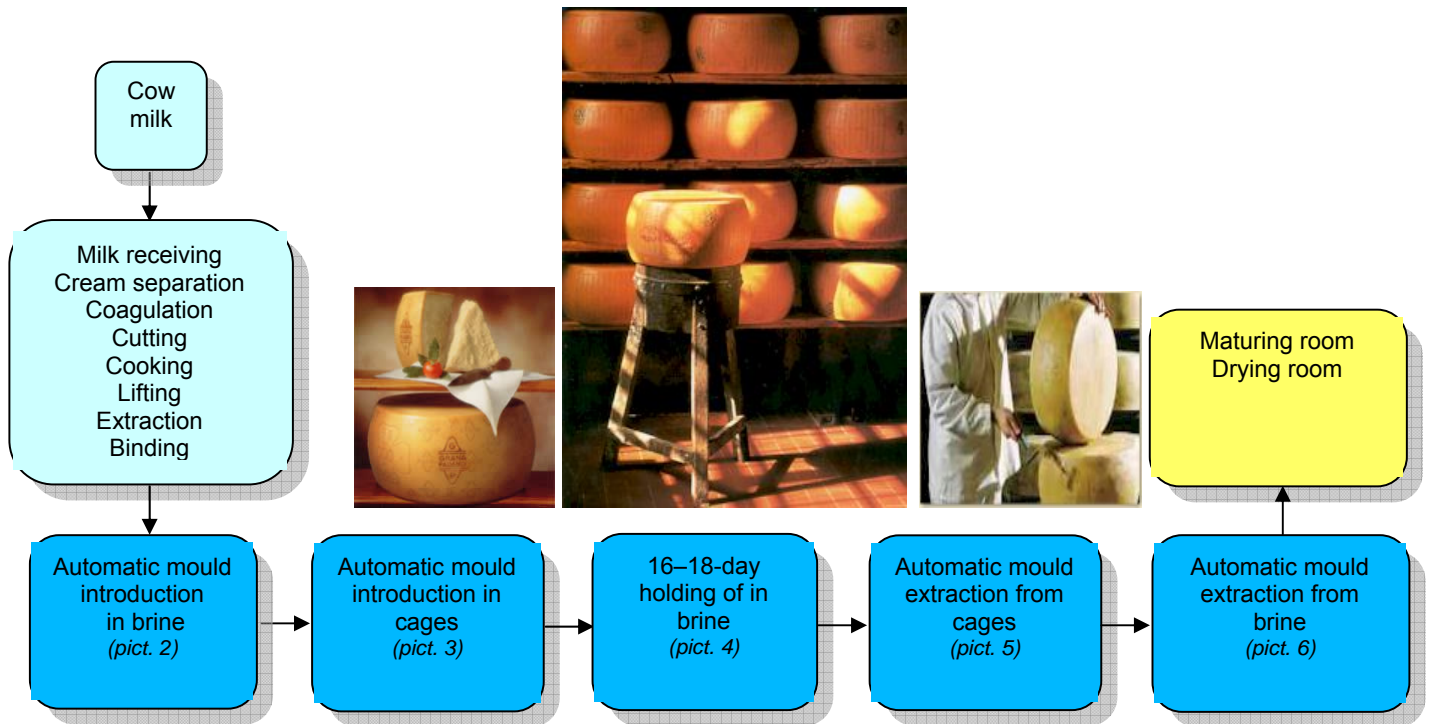 Cow
milk
Milk receiving
Cream separation
Coagulation
Cutting
Cooking
Lifting
Extraction
Binding
Maturing room
Drying room
Automatic mould
introduction
in brine
(pict. 2)
Automatic mould
introduction in
cages
(pict. 3)
16–18-day
holding of in
brine
(pict. 4)
Automatic mould
extraction from
cages
(pict. 5)
Automatic mould
extraction from
brine
(pict. 6)